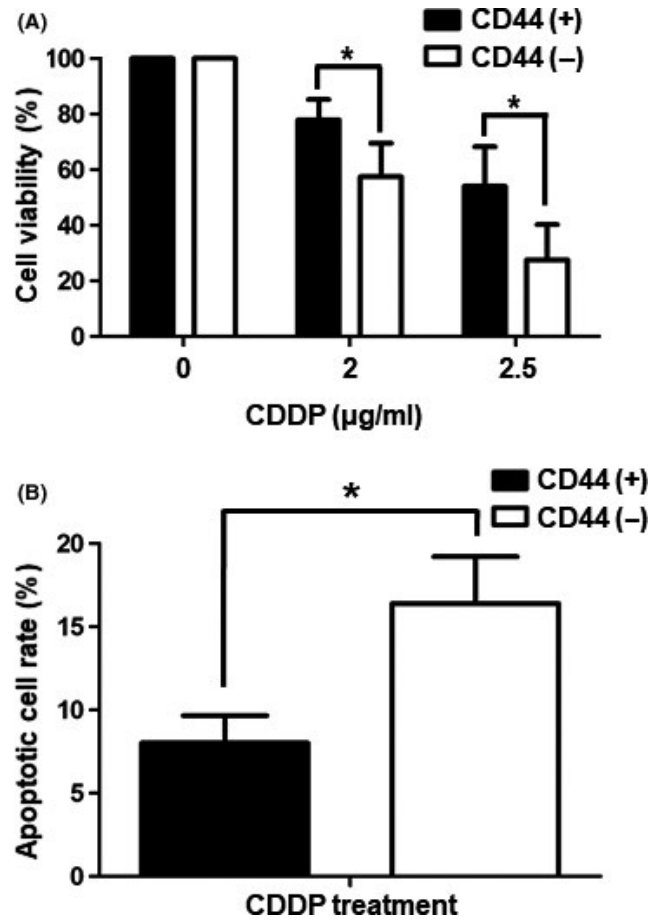 (A)
CD44 (+)
CD44 (–)
*
*
Cell viability (%)
100
80
60
40
20
0
0 2 2.5
CDDP (µg/ml)
(B)
CD44 (+)
CD44 (–)
*
Apoptotic cell rate (%)
20
15
10
5
0
CDDP treatment